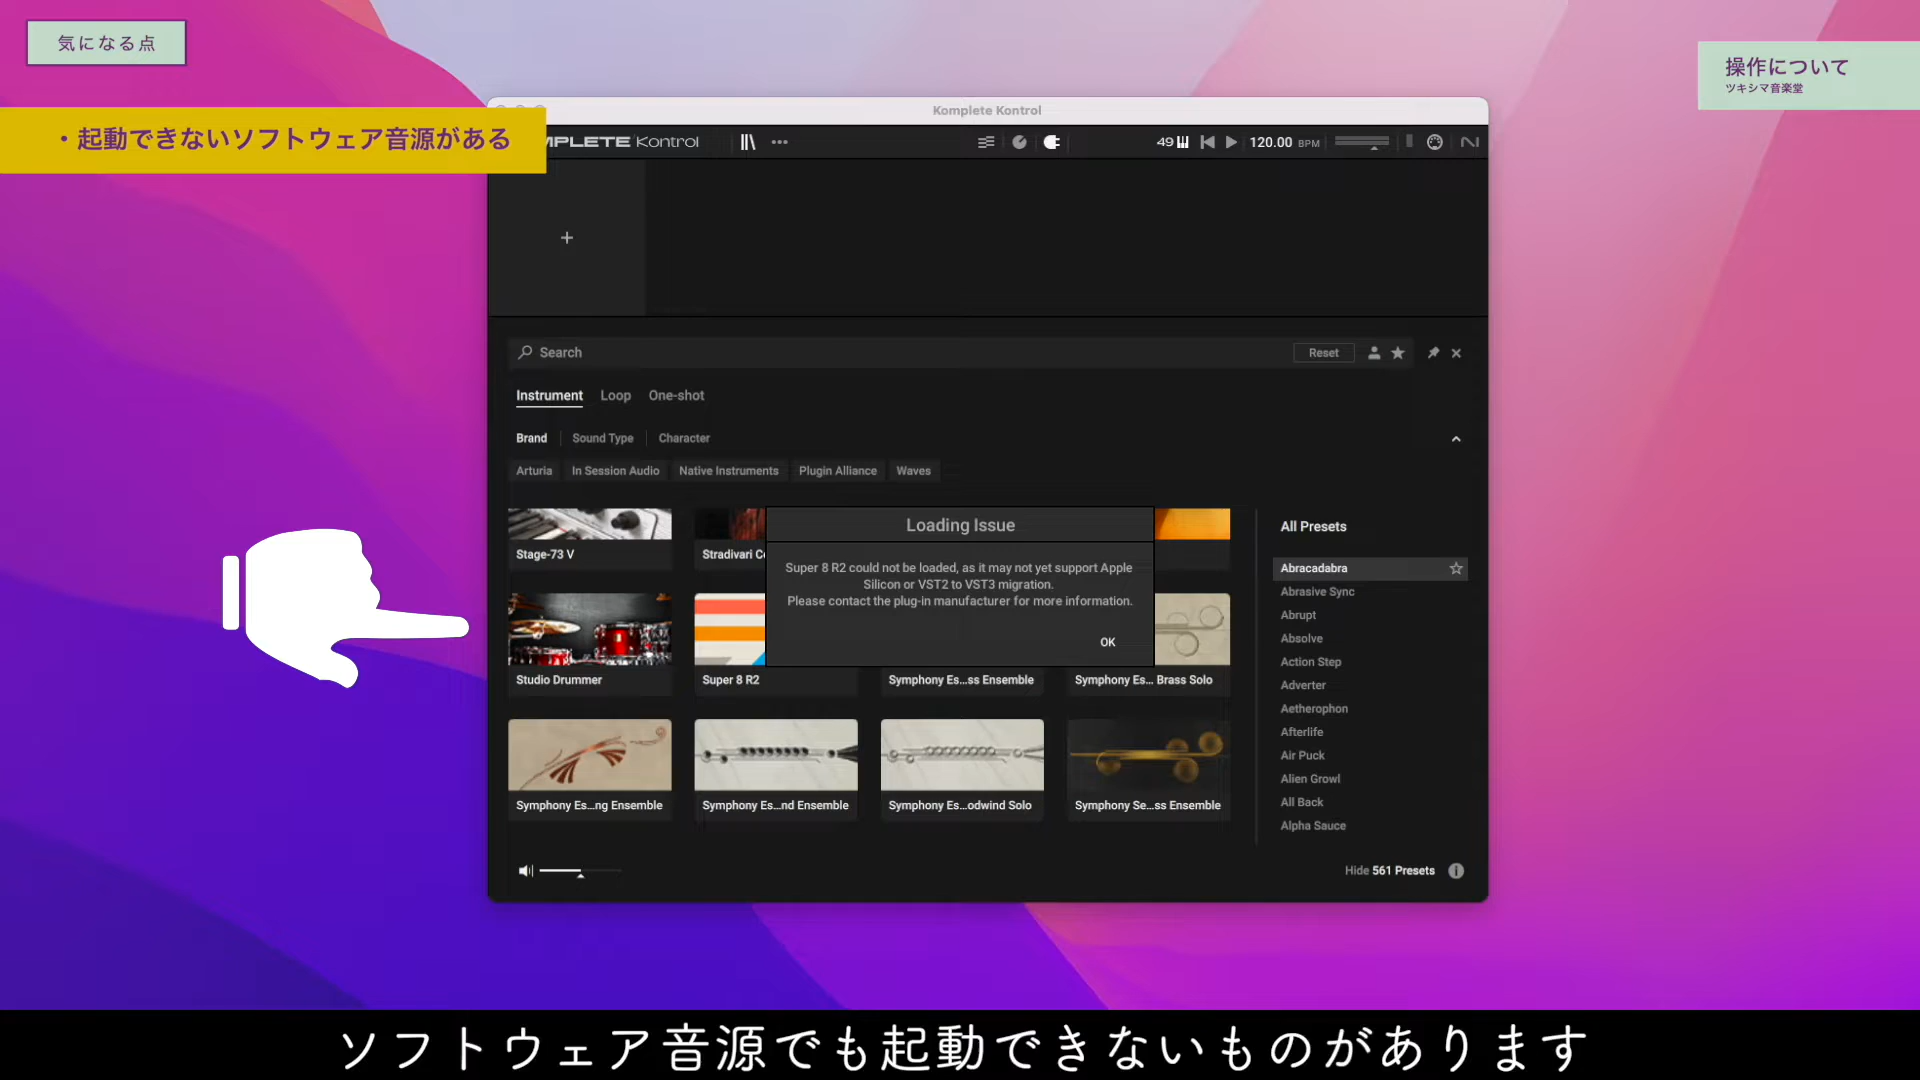 気になる点
操作について
ツキシマ音楽堂
・起動できないソフトウェア音源がある
Komplete Kontrol
MPLETE Kontrol
49
120.00 BPM
+
Search
Reset
Instrument
Loop
One-shot
Brand
Sound Type
Character
Arturia
In Session Audio
Native Instruments
Plugin Alliance
Waves
Stage-73 V
Stradivari Ce
Loading Issue
Super 8 R2 could not be loaded, as it may not yet support Apple
Silicon or VST2 to VST3 migration.
Please contact the plug-in manufacturer for more information.
OK
Studio Drummer
Super 8 R2
Symphony Es...ss Ensemble
Symphony Es... Brass Solo
Symphony Es...ng Ensemble
Symphony Es...nd Ensemble
Symphony Es...odwind Solo
Symphony Se...ss Ensemble
All Presets
Abracadabra
Abrasive Sync
Abrupt
Absolve
Action Step
Adverter
Aetherophon
Afterlife
Air Puck
Alien Growl
All Back
Alpha Sauce
Hide 561 Presets
ソフトウェア音源でも起動できないものがあります